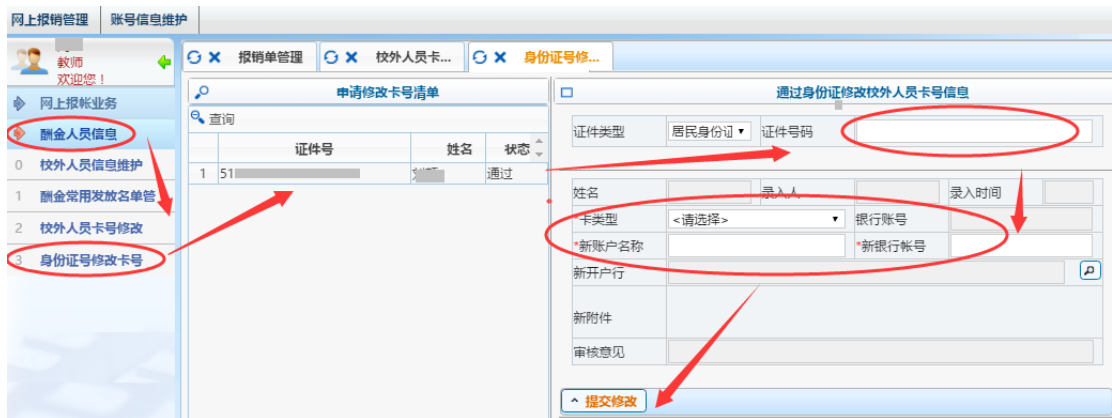 网上报销管理 账号信息维护
教师
欢迎您！
网上报帐业务
酬金人员信息
0 校外人员信息维护
1 酬金常用发放名单管
2 校外人员卡号修改
3 身份证号修改卡号
报销单管理 校外人员卡... 身份证号修...
申请修改卡号清单
查询
证件号 姓名 状态
1 51 通过
通过身份证修改校外人员卡号信息
证件类型 居民身份证 证件号码
姓名 录入人 录入时间
*卡类型 <请选择> 银行账号
*新账户名称 *新银行帐号
新开户行
新附件
审核意见
提交修改